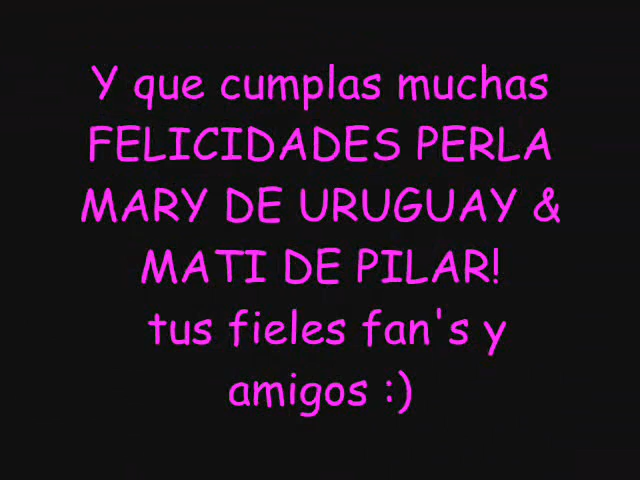 Y que cumplas muchas
FELICIDADES PERLA
MARY DE URUGUAY &
MATI DE PILAR!
tus fieles fan's y
amigos :)